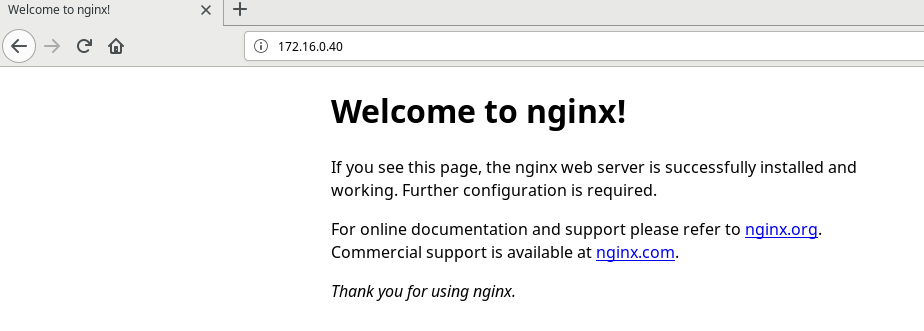 Welcome to nginx!
172.16.0.40
Welcome to nginx!
If you see this page, the nginx web server is successfully installed and
working. Further configuration is required.
For online documentation and support please refer to nginx.org.
Commercial support is available at nginx.com.
Thank you for using nginx.